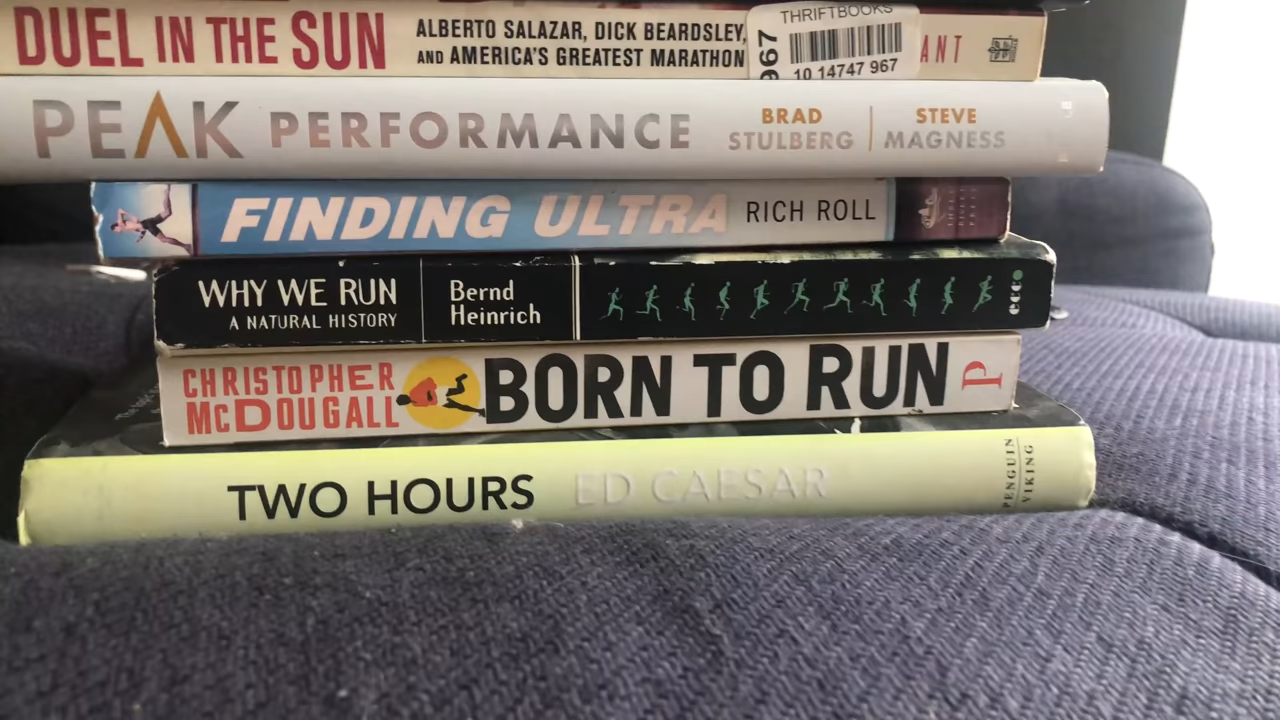 DUEL IN THE SUN
ALBERTO SALAZAR, DICK BEARDSLEY,
AND AMERICA'S GREATEST MARATHON
THRIFTBOOKS
967
10 14747 967
ANT
PEAK PERFORMANCE
BRAD
STULBERG
STEVE
MAGNESS
FINDING ULTRA
RICH ROLL
WHY WE RUN
A NATURAL HISTORY
Bernd
Heinrich
ecco
CHRISTOPHER
McDOUGALL
BORN TO RUN
P
TWO HOURS
ED CAESAR
PENGUIN
VIKING